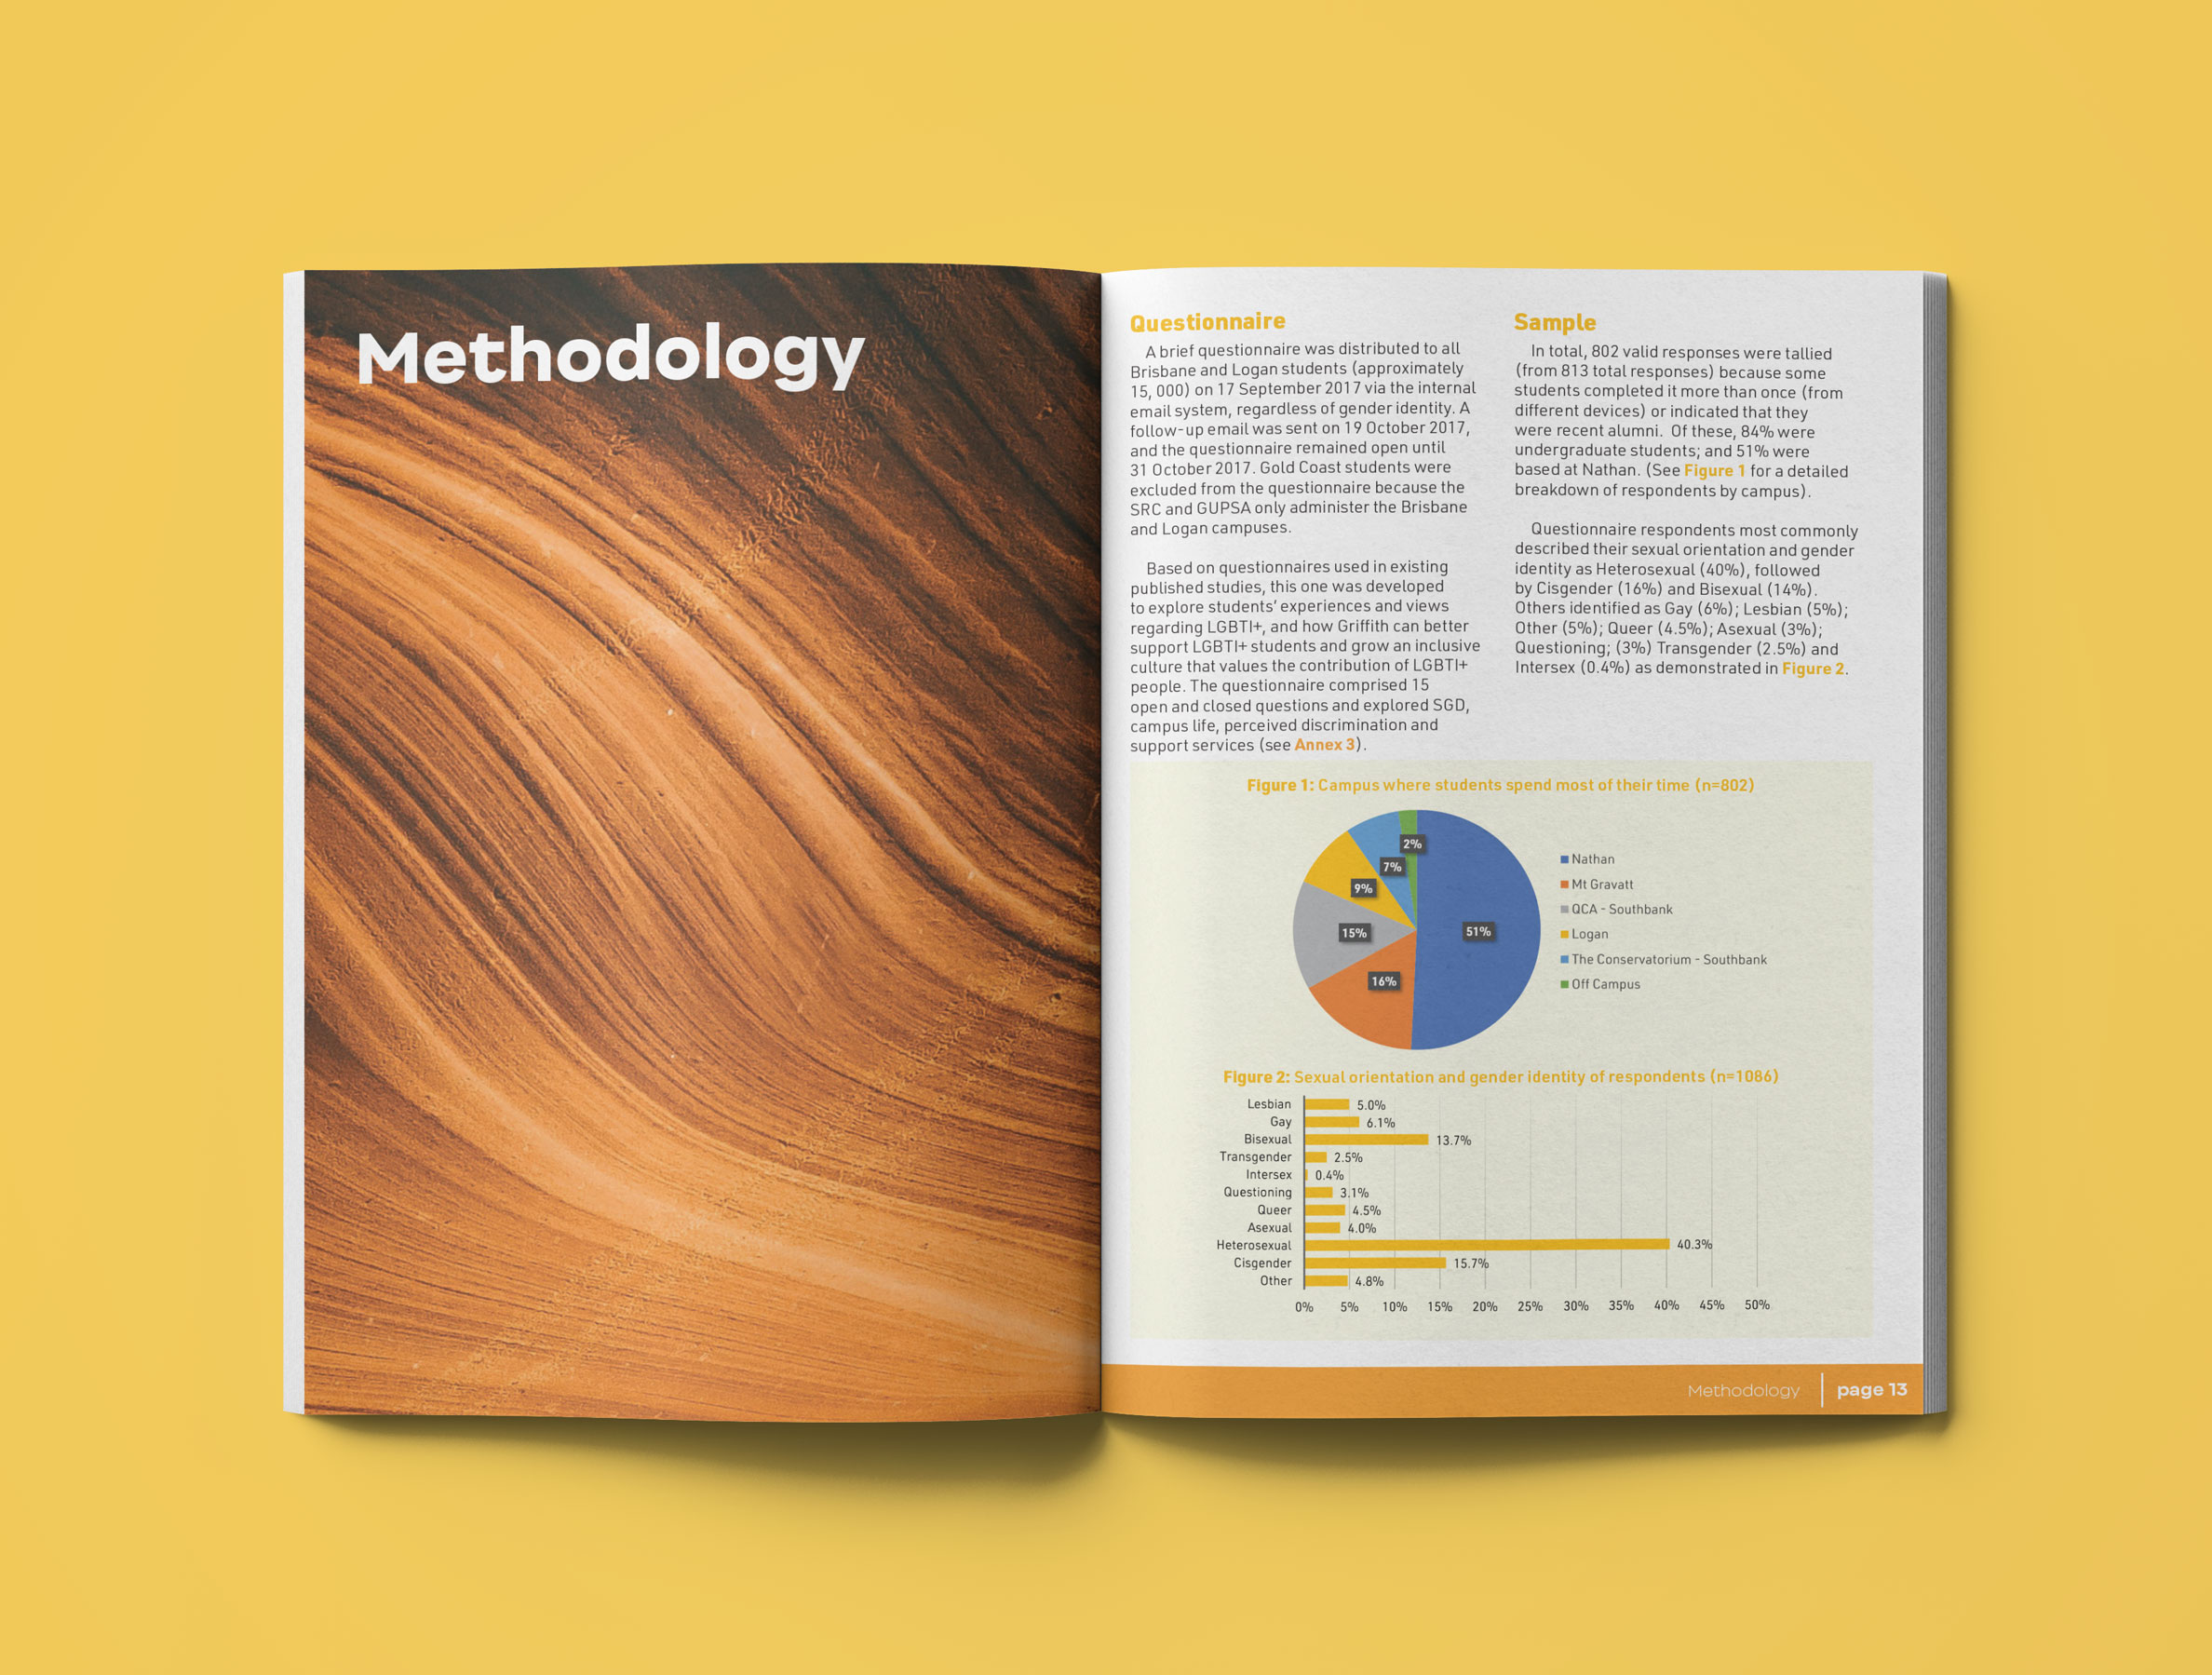 Methodology
Questionnaire
A brief questionnaire was distributed to all
Brisbane and Logan students (approximately
15, 000) on 17 September 2017 via the internal
email system, regardless of gender identity. A
follow-up email was sent on 19 October 2017,
and the questionnaire remained open until
31 October 2017. Gold Coast students were
excluded from the questionnaire because the
SRC and GUPSA only administer the Brisbane
and Logan campuses.
Based on questionnaires used in existing
published studies, this one was developed
to explore students' experiences and views
regarding LGBTI+, and how Griffith can better
support LGBTI+ students and grow an inclusive
culture that values the contribution of LGBTI+
people. The questionnaire comprised 15
open and closed questions and explored SGD,
campus life, perceived discrimination and
support services (see Annex 3).
Sample
In total, 802 valid responses were tallied
(from 813 total responses) because some
students completed it more than once (from
different devices) or indicated that they
were recent alumni. Of these, 84% were
undergraduate students; and 51% were
based at Nathan. (See Figure 1 for a detailed
breakdown of respondents by campus).
Questionnaire respondents most commonly
described their sexual orientation and gender
identity as Heterosexual (40%), followed
by Cisgender (16%) and Bisexual (14%).
Others identified as Gay (6%); Lesbian (5%);
Other (5%); Queer (4.5%); Asexual (3%);
Questioning; (3%) Transgender (2.5%) and
Intersex (0.4%) as demonstrated in Figure 2.
Figure 1: Campus where students spend most of their time (n=802)
2%
7%
9%
15%
51%
16%
Nathan
Mt Gravatt
QCA - Southbank
Logan
The Conservatorium - Southbank
Off Campus
Figure 2: Sexual orientation and gender identity of respondents (n=1086)
Lesbian 5.0%
Gay 6.1%
Bisexual 13.7%
Transgender 2.5%
Intersex 0.4%
Questioning 3.1%
Queer 4.5%
Asexual 4.0%
Heterosexual 40.3%
Cisgender 15.7%
Other 4.8%
0% 5% 10% 15% 20% 25% 30% 35% 40% 45% 50%
Methodology page 13